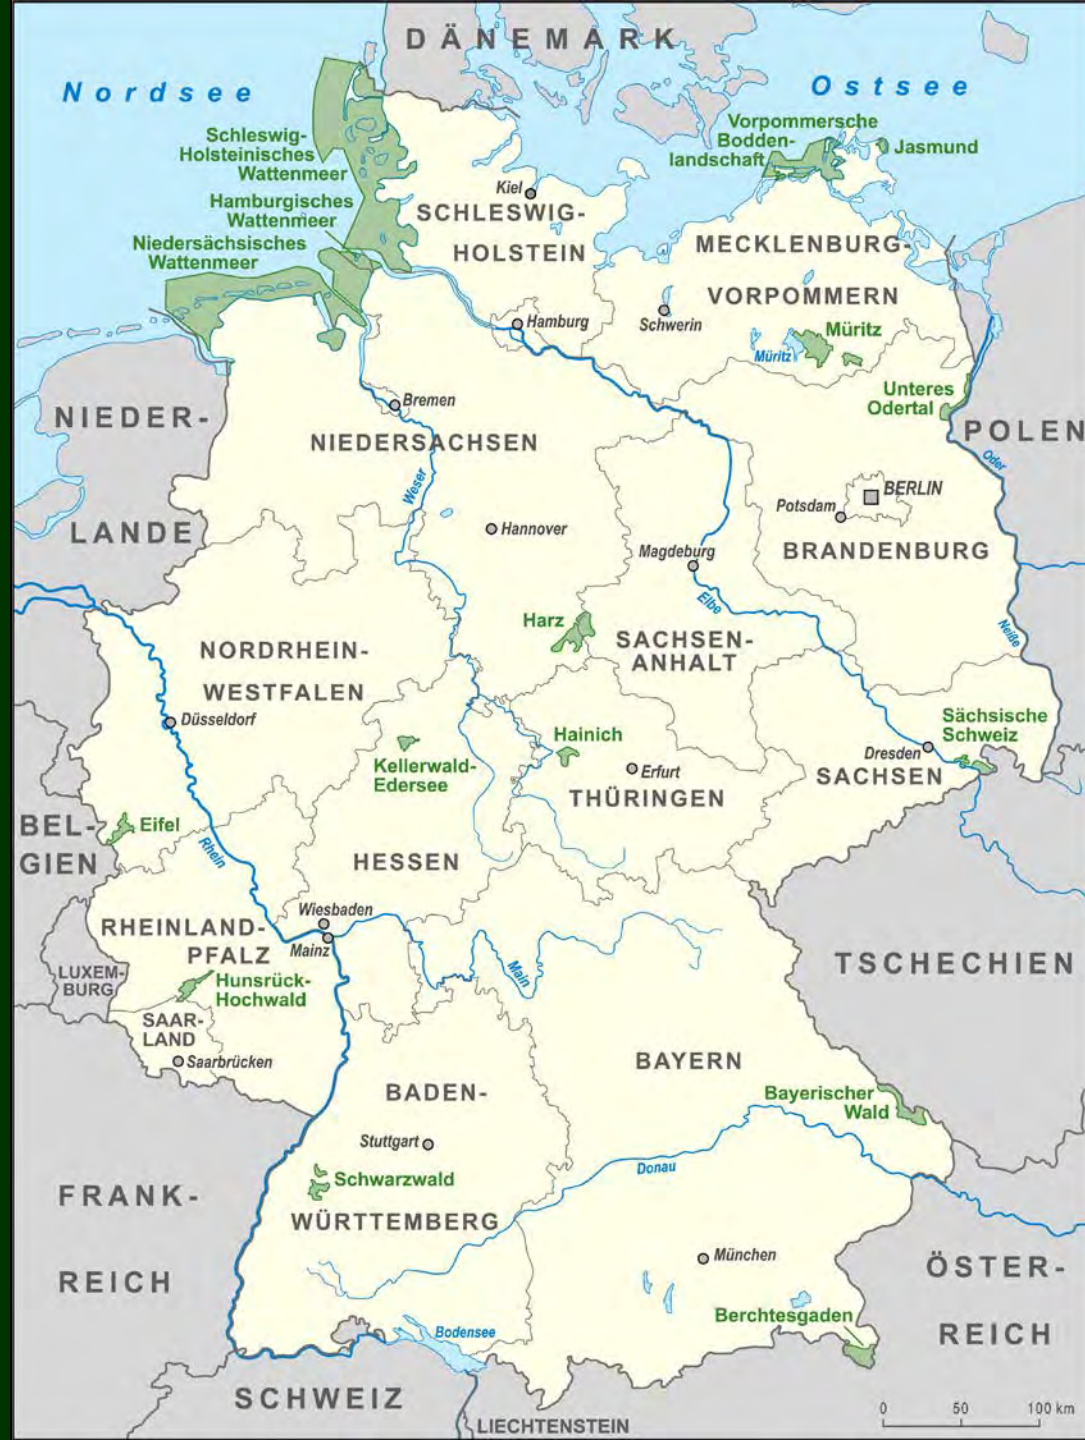 DÄNEMARK
Nordsee
Ostsee
Schleswig-
Holsteinisches
Wattenmeer
Vorpommersche
Bodden-
landschaft
Jasmund
Hamburgisches
Wattenmeer
Niedersächsisches
Wattenmeer
Kiel
SCHLESWIG-
HOLSTEIN
MECKLENBURG-
VORPOMMERN
Hamburg
Schwerin
Müritz
Müritz
Unteres
Odertal
NIEDER-
LANDE
Bremen
NIEDERSACHSEN
POLEN
Oder
Weser
BERLIN
Potsdam
Hannover
BRANDENBURG
Magdeburg
Elbe
Neiße
Harz
SACHSEN-
ANHALT
NORDRHEIN-
WESTFALEN
Düsseldorf
Kellerwald-
Edersee
Hainich
Erfurt
THÜRINGEN
Sächsische
Schweiz
Dresden
SACHSEN
BEL-
GIEN
Eifel
Rhein
HESSEN
Wiesbaden
Mainz
RHEINLAND-
PFALZ
Main
LUXEM-
BURG
Hunsrück-
Hochwald
TSCHECHIEN
SAAR-
LAND
Saarbrücken
BAYERN
BADEN-
WÜRTTEMBERG
Bayerischer
Wald
Stuttgart
Schwarzwald
Donau
FRANK-
REICH
München
ÖSTER-
REICH
Berchtesgaden
Bodensee
SCHWEIZ
LIECHTENSTEIN
0 50 100 km